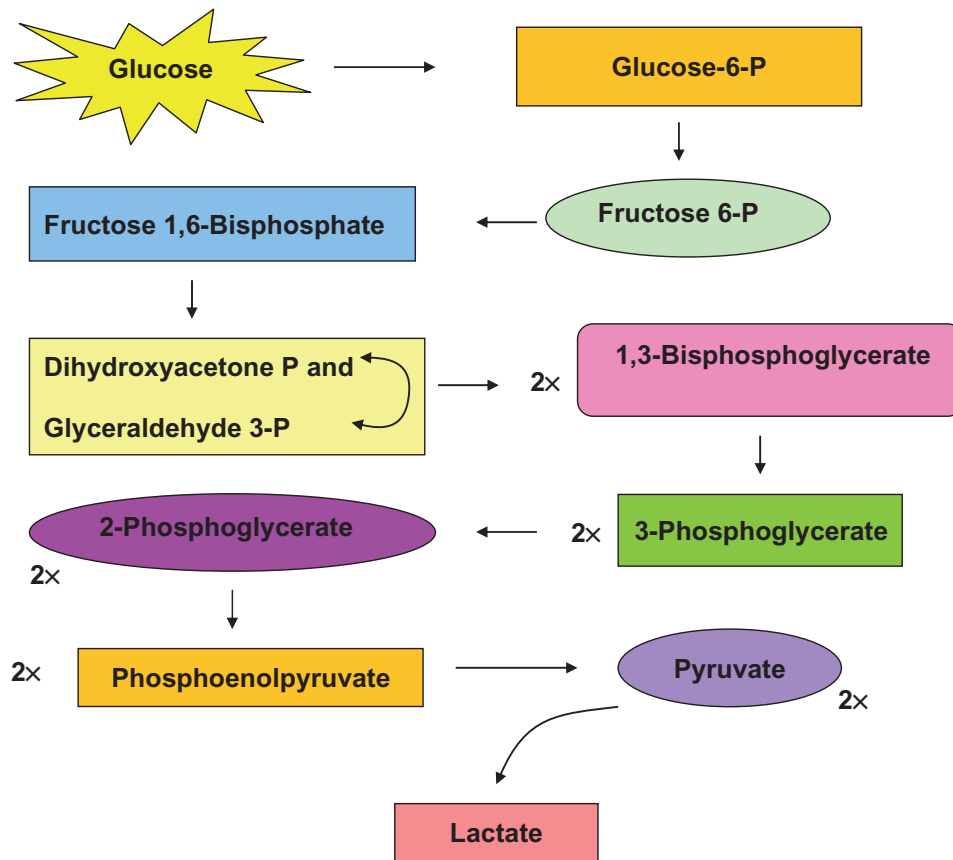 Glucose
Glucose-6-P
Fructose 6-P
Fructose 1,6-Bisphosphate
Dihydroxyacetone P and
Glyceraldehyde 3-P
2×
1,3-Bisphosphoglycerate
2×
3-Phosphoglycerate
2-Phosphoglycerate
2×
2×
Phosphoenolpyruvate
Pyruvate
2×
Lactate